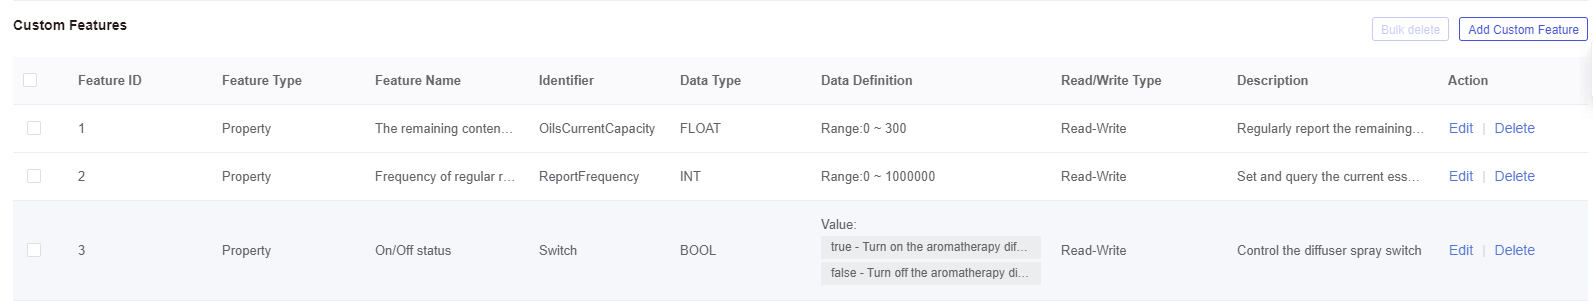 Custom Features
Bulk delete
Add Custom Feature
Feature ID Feature Type Feature Name Identifier Data Type Data Definition Read/Write Type Description Action
1 Property The remaining conten... OilsCurrentCapacity FLOAT Range:0 ~ 300 Read-Write Regularly report the remaining... Edit | Delete
2 Property Frequency of regular r... ReportFrequency INT Range:0 ~ 1000000 Read-Write Set and query the current ess... Edit | Delete
Value:
3 Property On/Off status Switch BOOL true - Turn on the aromatherapy dif... Read-Write Control the diffuser spray switch Edit | Delete
false - Turn off the aromatherapy di...